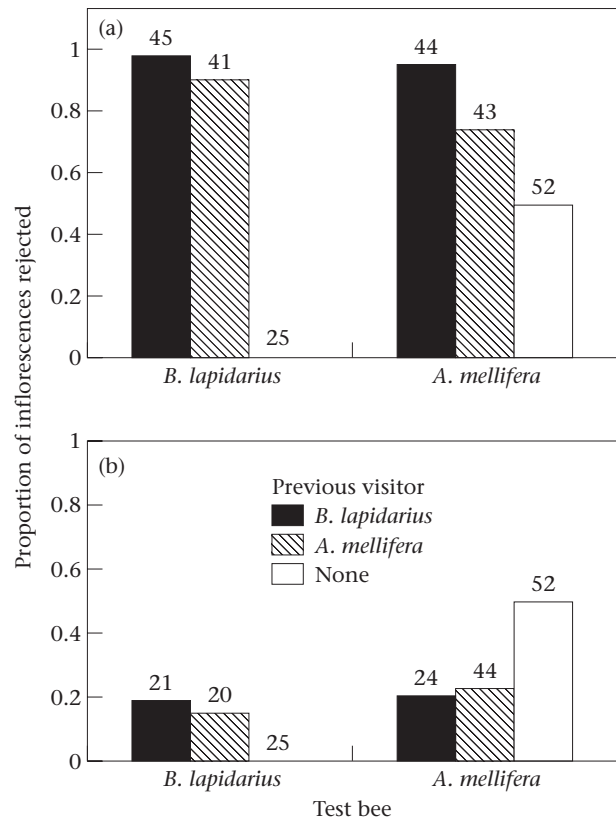 Proportion of inflorescences rejected
(a)
1
0.8
0.6
0.4
0.2
0
45 41 25 44 43 52
B. lapidarius A. mellifera
(b)
1
0.8
0.6
0.4
0.2
0
Previous visitor
B. lapidarius
A. mellifera
None
21 20 25 24 44 52
B. lapidarius A. mellifera
Test bee